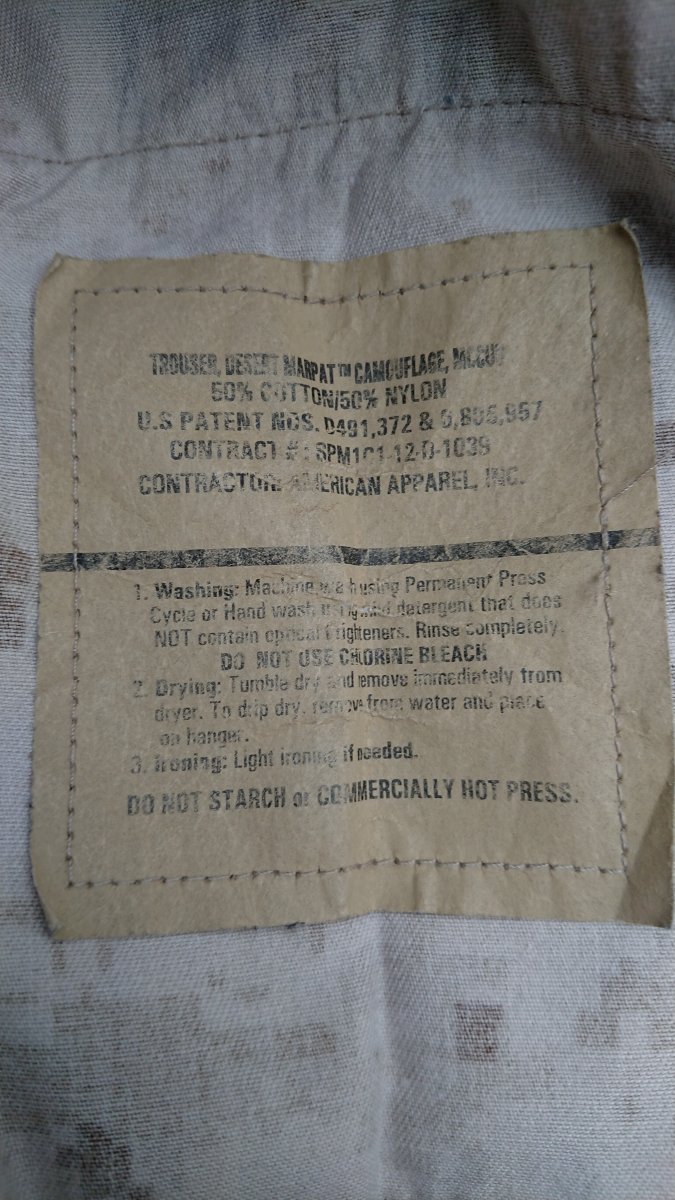 TROUSER, DESERT MARPAT™ CAMOUFLAGE, MCCUU
50% COTTON/50% NYLON
U.S PATENT NOS. D491,372 & 6,805,957
CONTRACT #: SPM1C1-12-D-1039
CONTRACTOR: AMERICAN APPAREL, INC.
1. Washing: Machine wash using Permanent Press
Cycle or Hand wash detergent that does
NOT contain optical brighteners. Rinse completely.
DO NOT USE CHLORINE BLEACH
2. Drying: Tumble dry and remove immediately from
dryer. To drip dry, remove from water and place
on hanger.
3. Ironing: Light ironing if needed.
DO NOT STARCH or COMMERCIALLY HOT PRESS.